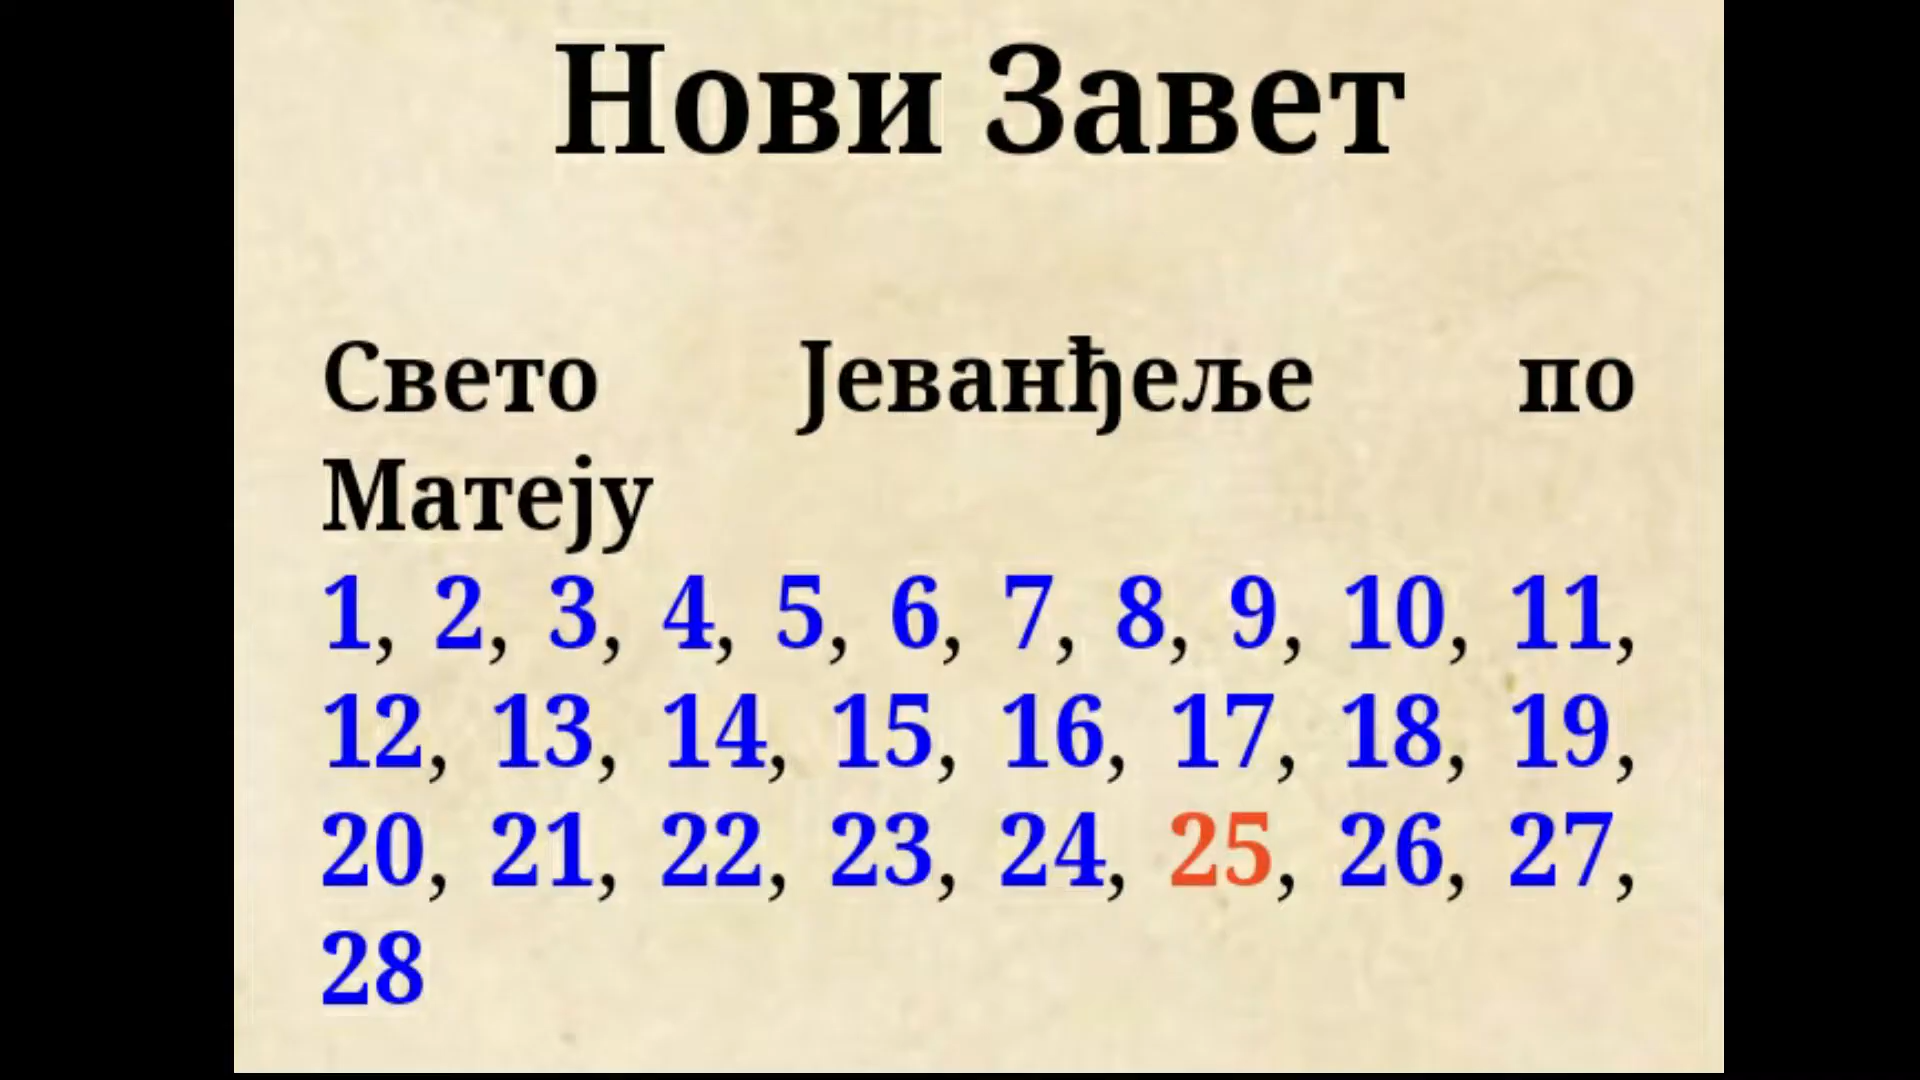 Нови Завет
Свето Јеванђеље по
Матеју
1, 2, 3, 4, 5, 6, 7, 8, 9, 10, 11,
12, 13, 14, 15, 16, 17, 18, 19,
20, 21, 22, 23, 24, 25, 26, 27,
28